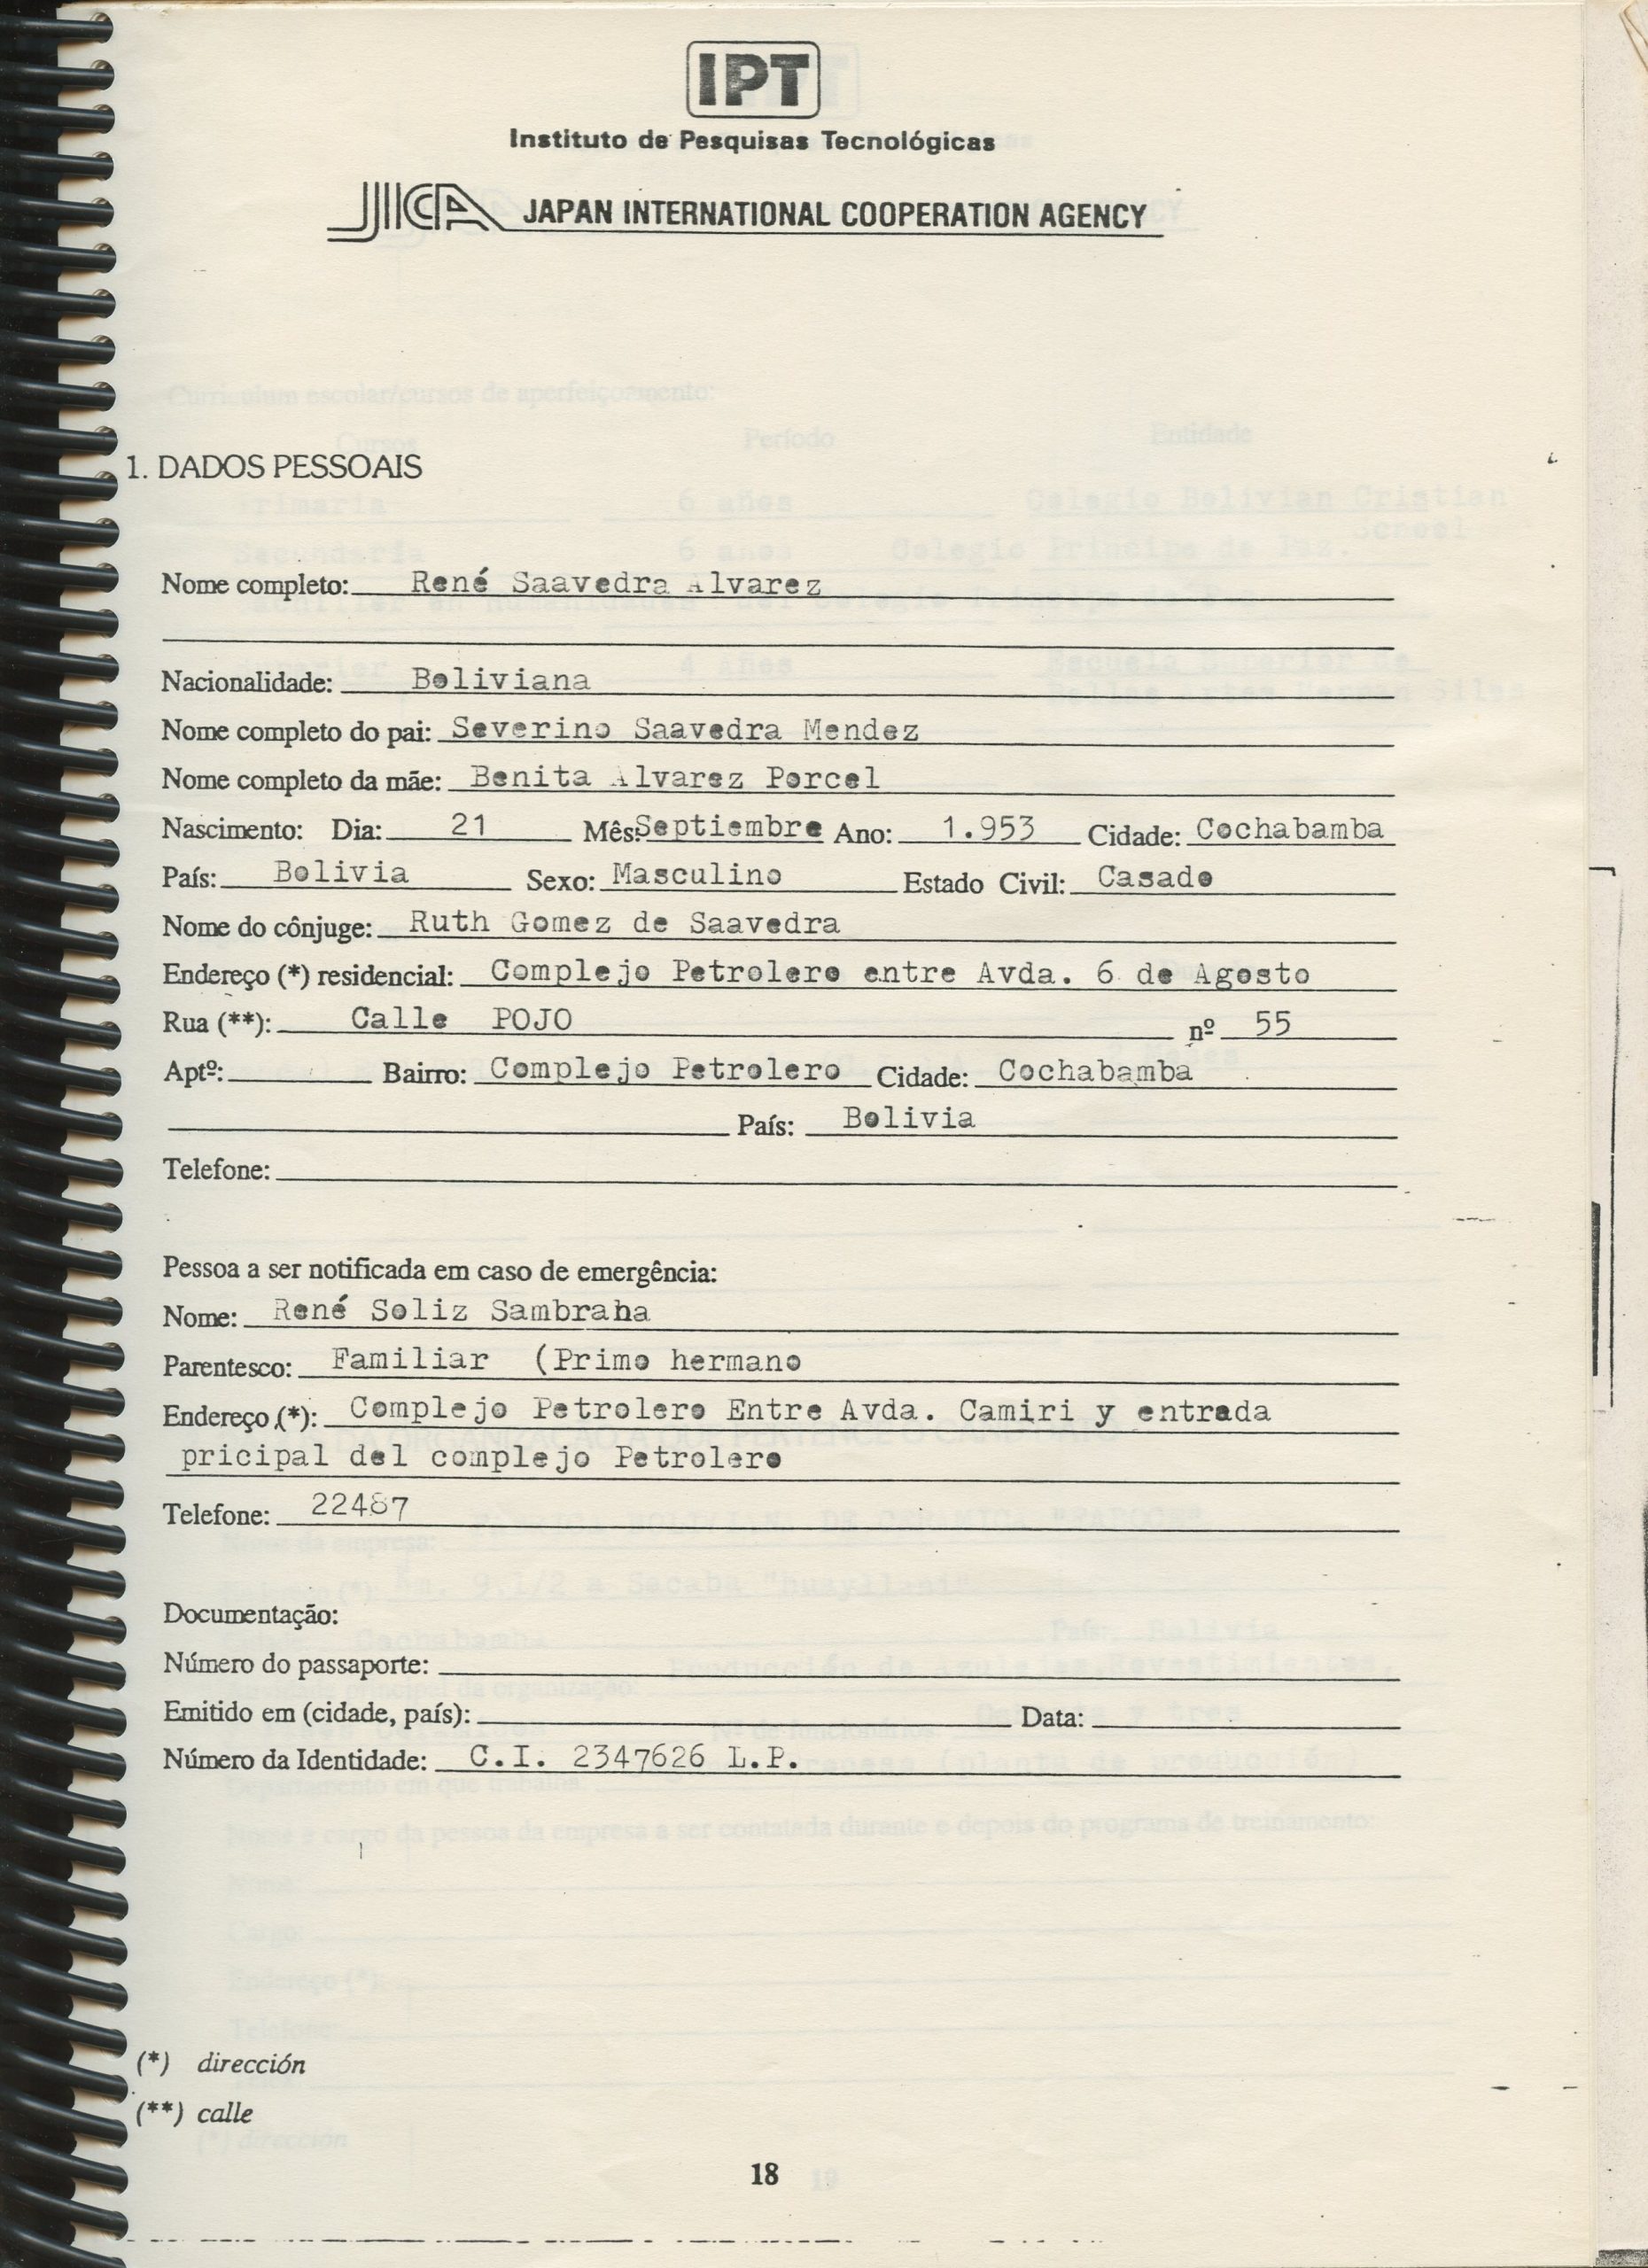 IPT
Instituto de Pesquisas Tecnológicas
JICA JAPAN INTERNATIONAL COOPERATION AGENCY
1. DADOS PESSOAIS
Nome completo: René Saavedra Alvarez
Nacionalidade: Boliviana
Nome completo do pai: Severino Saavedra Mendez
Nome completo da mãe: Benita Alvarez Porcel
Nascimento: Dia: 21 Mês: Septiembre Ano: 1.953 Cidade: Cochabamba
País: Bolivia Sexo: Masculino Estado Civil: Casado
Nome do cônjuge: Ruth Gomez de Saavedra
Endereço (*) residencial: Complejo Petrolero entre Avda. 6 de Agosto
Rua (**): Calle POJO nº 55
Aptº: Bairro: Complejo Petrolero Cidade: Cochabamba
País: Bolivia
Telefone:
Pessoa a ser notificada em caso de emergência:
Nome: René Soliz Sambraha
Parentesco: Familiar (Primo hermano
Endereço (*): Complejo Petrolero Entre Avda. Camiri y entrada
pricipal del complejo Petrolero
Telefone: 22487
Documentação:
Número do passaporte:
Emitido em (cidade, país): Data:
Número da Identidade: C.I. 2347626 L.P.
(*) dirección
(**) calle
18